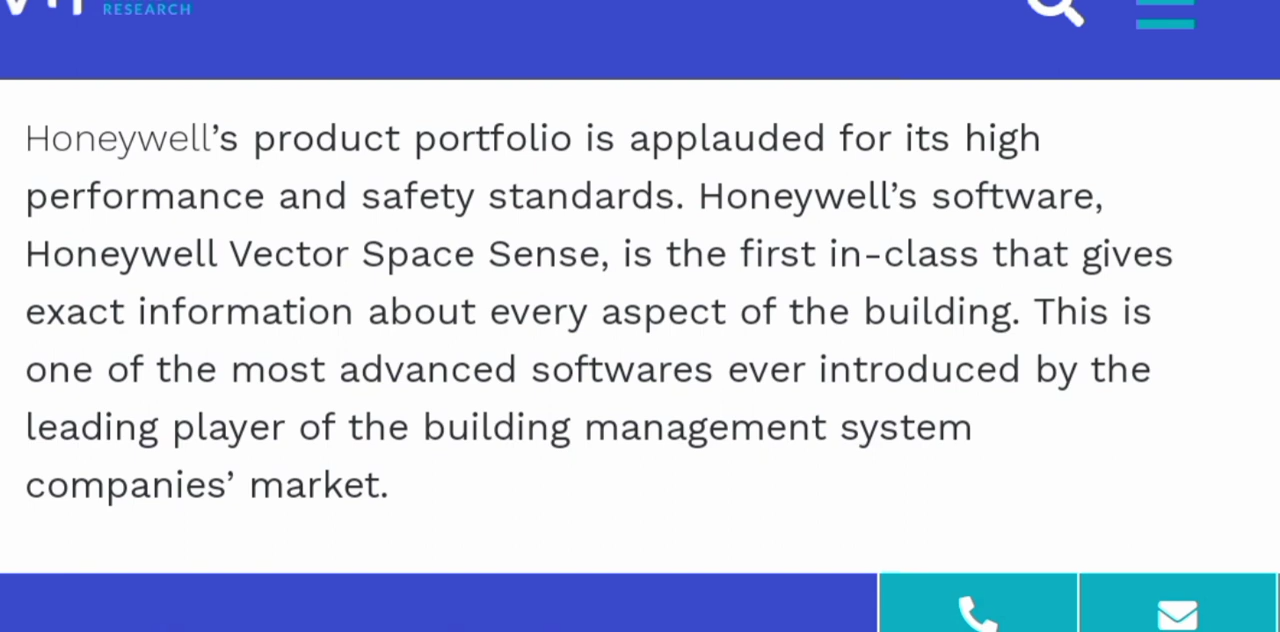 RESEARCH
Honeywell’s product portfolio is applauded for its high
performance and safety standards. Honeywell’s software,
Honeywell Vector Space Sense, is the first in-class that gives
exact information about every aspect of the building. This is
one of the most advanced softwares ever introduced by the
leading player of the building management system
companies’ market.